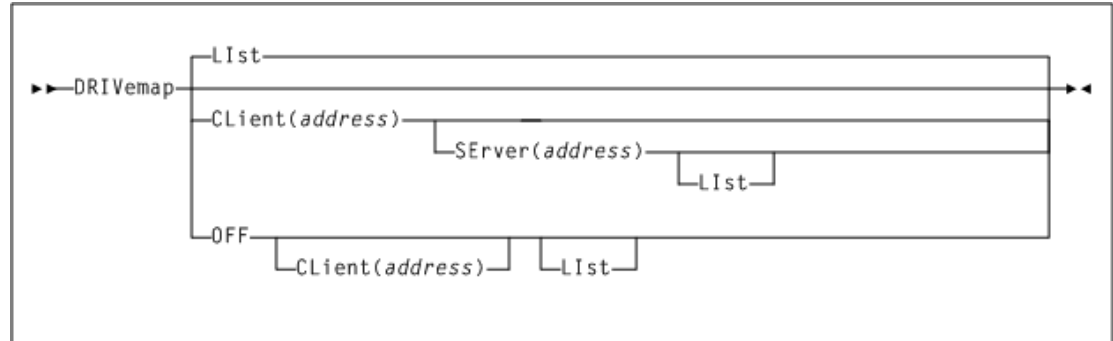 LIst
DRIVemap
CLient(address)
SErver(address)
LIst
OFF
CLient(address)
LIst